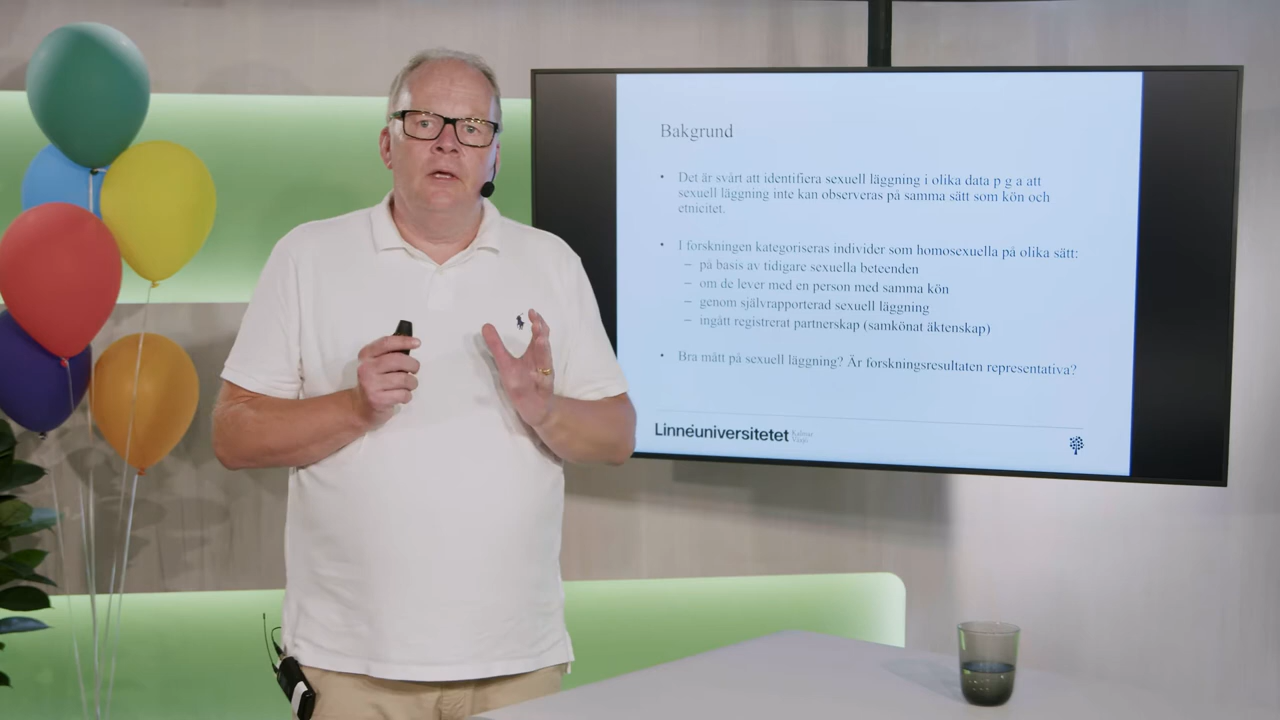 Bakgrund
• Det är svårt att identifiera sexuell läggning i olika data p g a att
sexuell läggning inte kan observeras på samma sätt som kön och
etnicitet.
• I forskningen kategoriseras individer som homosexuella på olika sätt:
– på basis av tidigare sexuella beteenden
– om de lever med en person med samma kön
– genom självrapporterad sexuell läggning
– ingått registrerat partnerskap (samkönat äktenskap)
• Bra mått på sexuell läggning? Är forskningsresultaten representativa?
Linnéuniversitetet